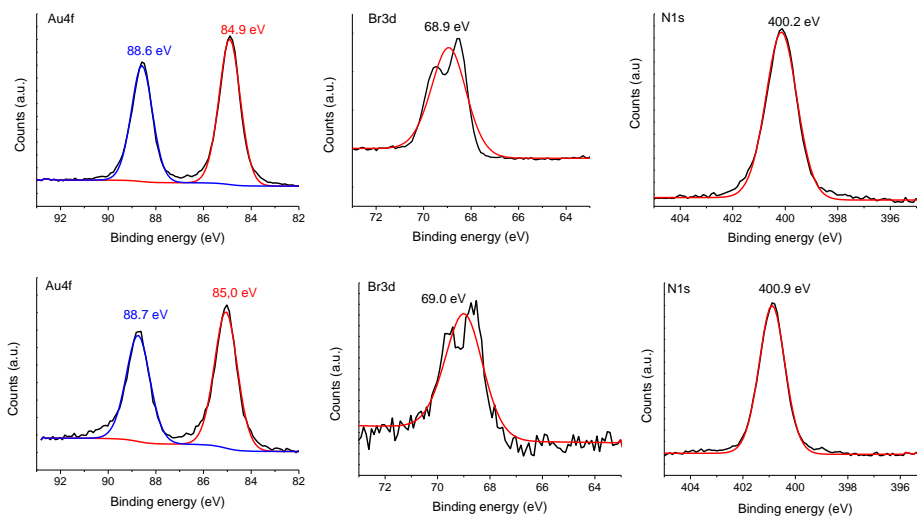 Au4f
88.6 eV
84.9 eV
Counts (a.u.)
92 90 88 86 84 82
Binding energy (eV)
Br3d
68.9 eV
Counts (a.u.)
72 70 68 66 64
Binding energy (eV)
N1s
400.2 eV
Counts (a.u.)
404 402 400 398 396
Binding energy (eV)
Au4f
88.7 eV
85,0 eV
Counts (a.u.)
92 90 88 86 84 82
Binding energy (eV)
Br3d
69.0 eV
Counts (a.u.)
72 70 68 66 64
Binding energy (eV)
N1s
400.9 eV
Counts (a.u.)
404 402 400 398 396
Binding energy (eV)